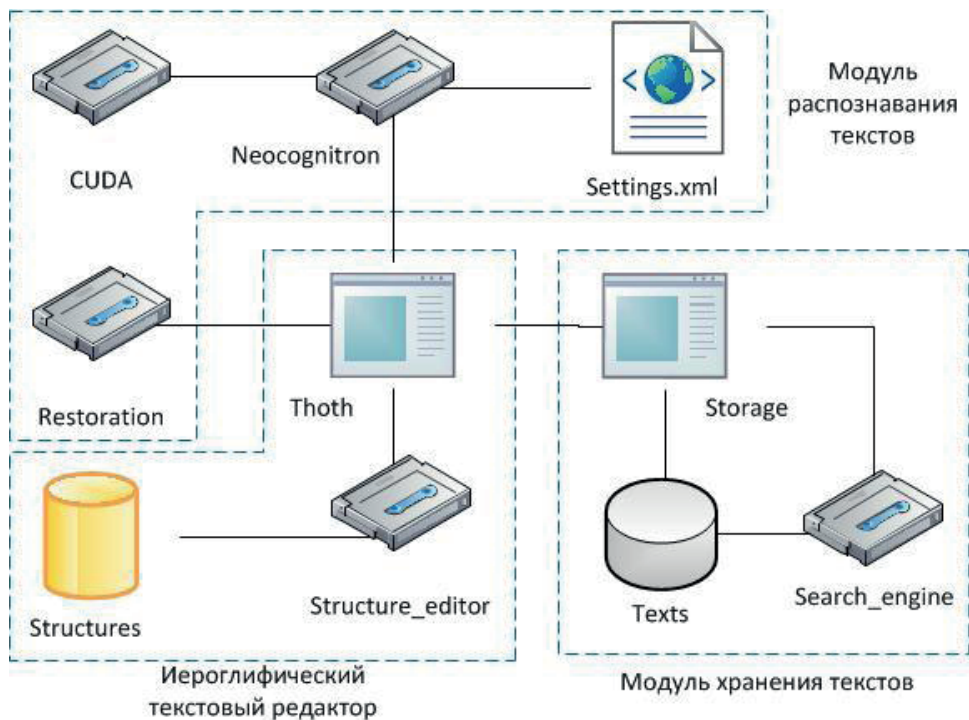 Модуль
распознавания
текстов
CUDA
Neocognitron
Settings.xml
Restoration
Thoth
Storage
Structures
Structure_editor
Texts
Search_engine
Иероглифический
текстовый редактор
Модуль хранения текстов